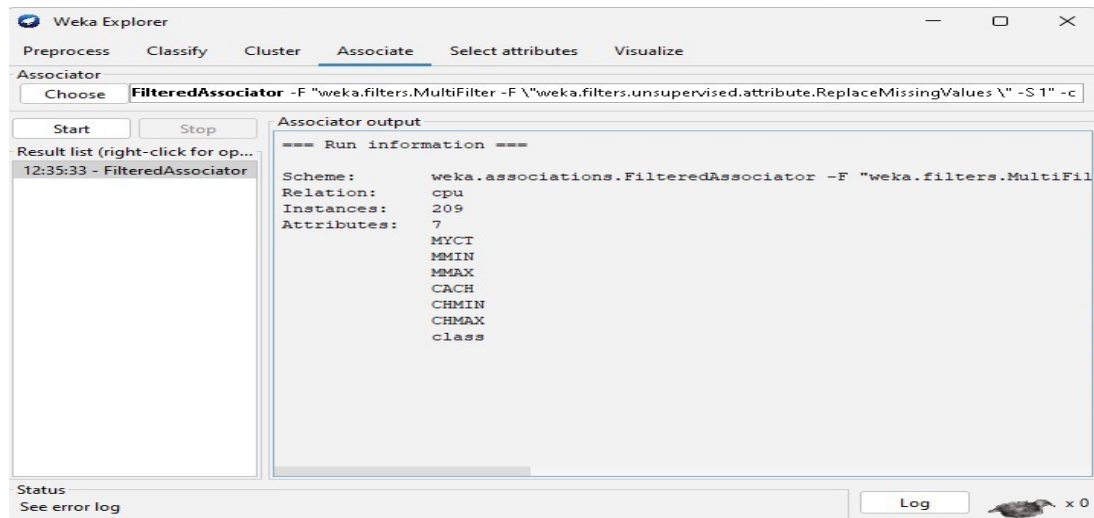 Weka Explorer
Preprocess Classify Cluster Associate Select attributes Visualize
Associator
Choose FilteredAssociator -F "weka.filters.MultiFilter -F \"weka.filters.unsupervised.attribute.ReplaceMissingValues \" -S 1" -c
Start Stop
Result list (right-click for op...
12:35:33 - FilteredAssociator
Associator output
=== Run information ===
Scheme: weka.associations.FilteredAssociator -F "weka.filters.MultiFil
Relation: cpu
Instances: 209
Attributes: 7
MYCT
MMIN
MMAX
CACH
CHMIN
CHMAX
class
Status
See error log
Log x 0